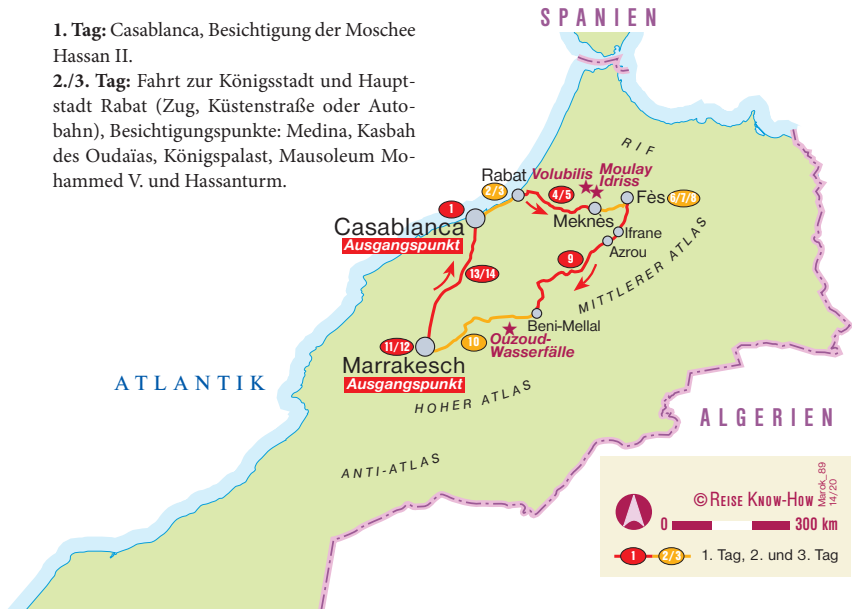 1. Tag: Casablanca, Besichtigung der Moschee
Hassan II.
2./3. Tag: Fahrt zur Königsstadt und Haupt-
stadt Rabat (Zug, Küstenstraße oder Auto-
bahn), Besichtigungspunkte: Medina, Kasbah
des Oudaïas, Königspalast, Mausoleum Mo-
hammed V. und Hassanturm.
SPANIEN
RIF
Rabat
Volubilis
Moulay
Idriss
2/3
4/5
Fès
6/7/8
1
Meknès
Casablanca
Ausgangspunkt
Ifrane
Azrou
9
MITTLERER ATLAS
13/14
Beni-Mellal
10
Ouzoud-
Wasserfälle
11/12
Marrakesch
Ausgangspunkt
ATLANTIK
HOHER ATLAS
ALGERIEN
ANTI-ATLAS
© REISE KNOW-HOW
Marok_89
14/20
0 300 km
1 2/3 1. Tag, 2. und 3. Tag